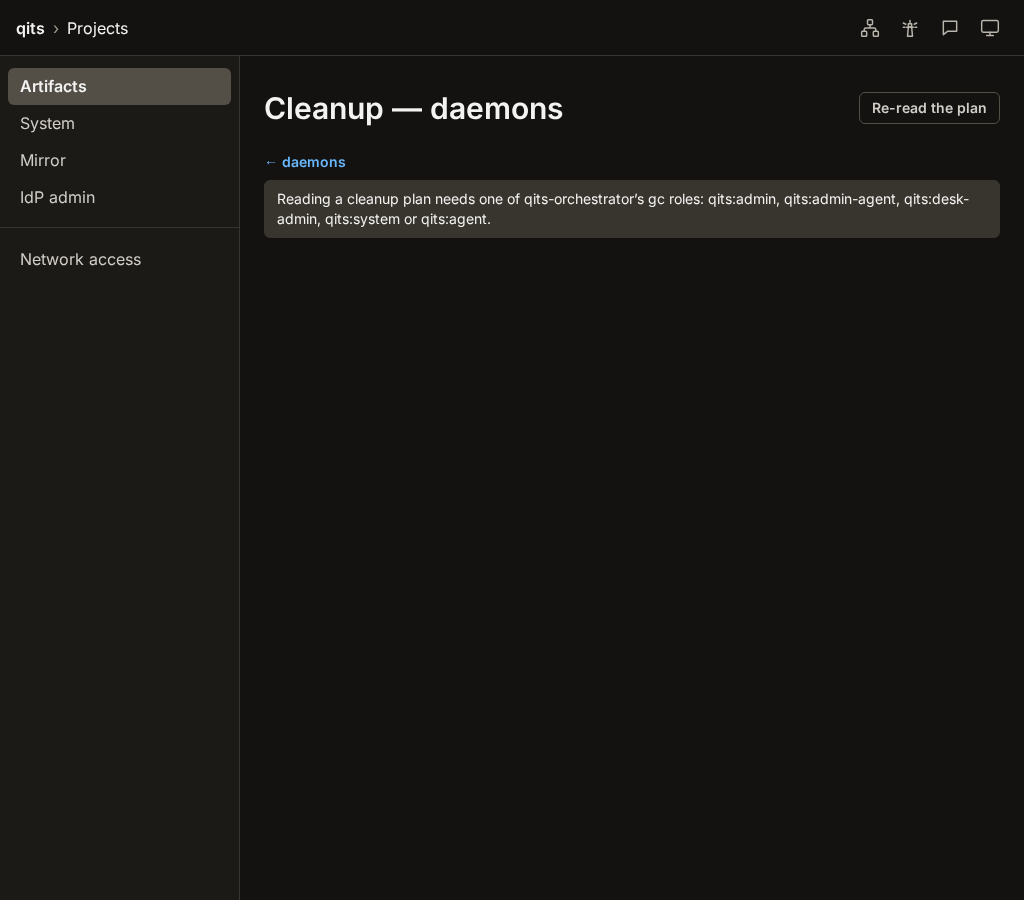 qits › Projects
Artifacts
System
Mirror
IdP admin
Network access
Cleanup — daemons
Re-read the plan
← daemons
Reading a cleanup plan needs one of qits-orchestrator’s gc roles: qits:admin, qits:admin-agent, qits:desk-
admin, qits:system or qits:agent.